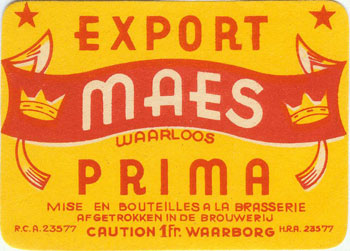 EXPORT
MAES
WAARLOOS
PRIMA
MISE EN BOUTEILLES A LA BRASSERIE
AFGETROKKEN IN DE BROUWERIJ
R.C.A. 23577 CAUTION 1Fr. WAARBORG H.R.A. 23577